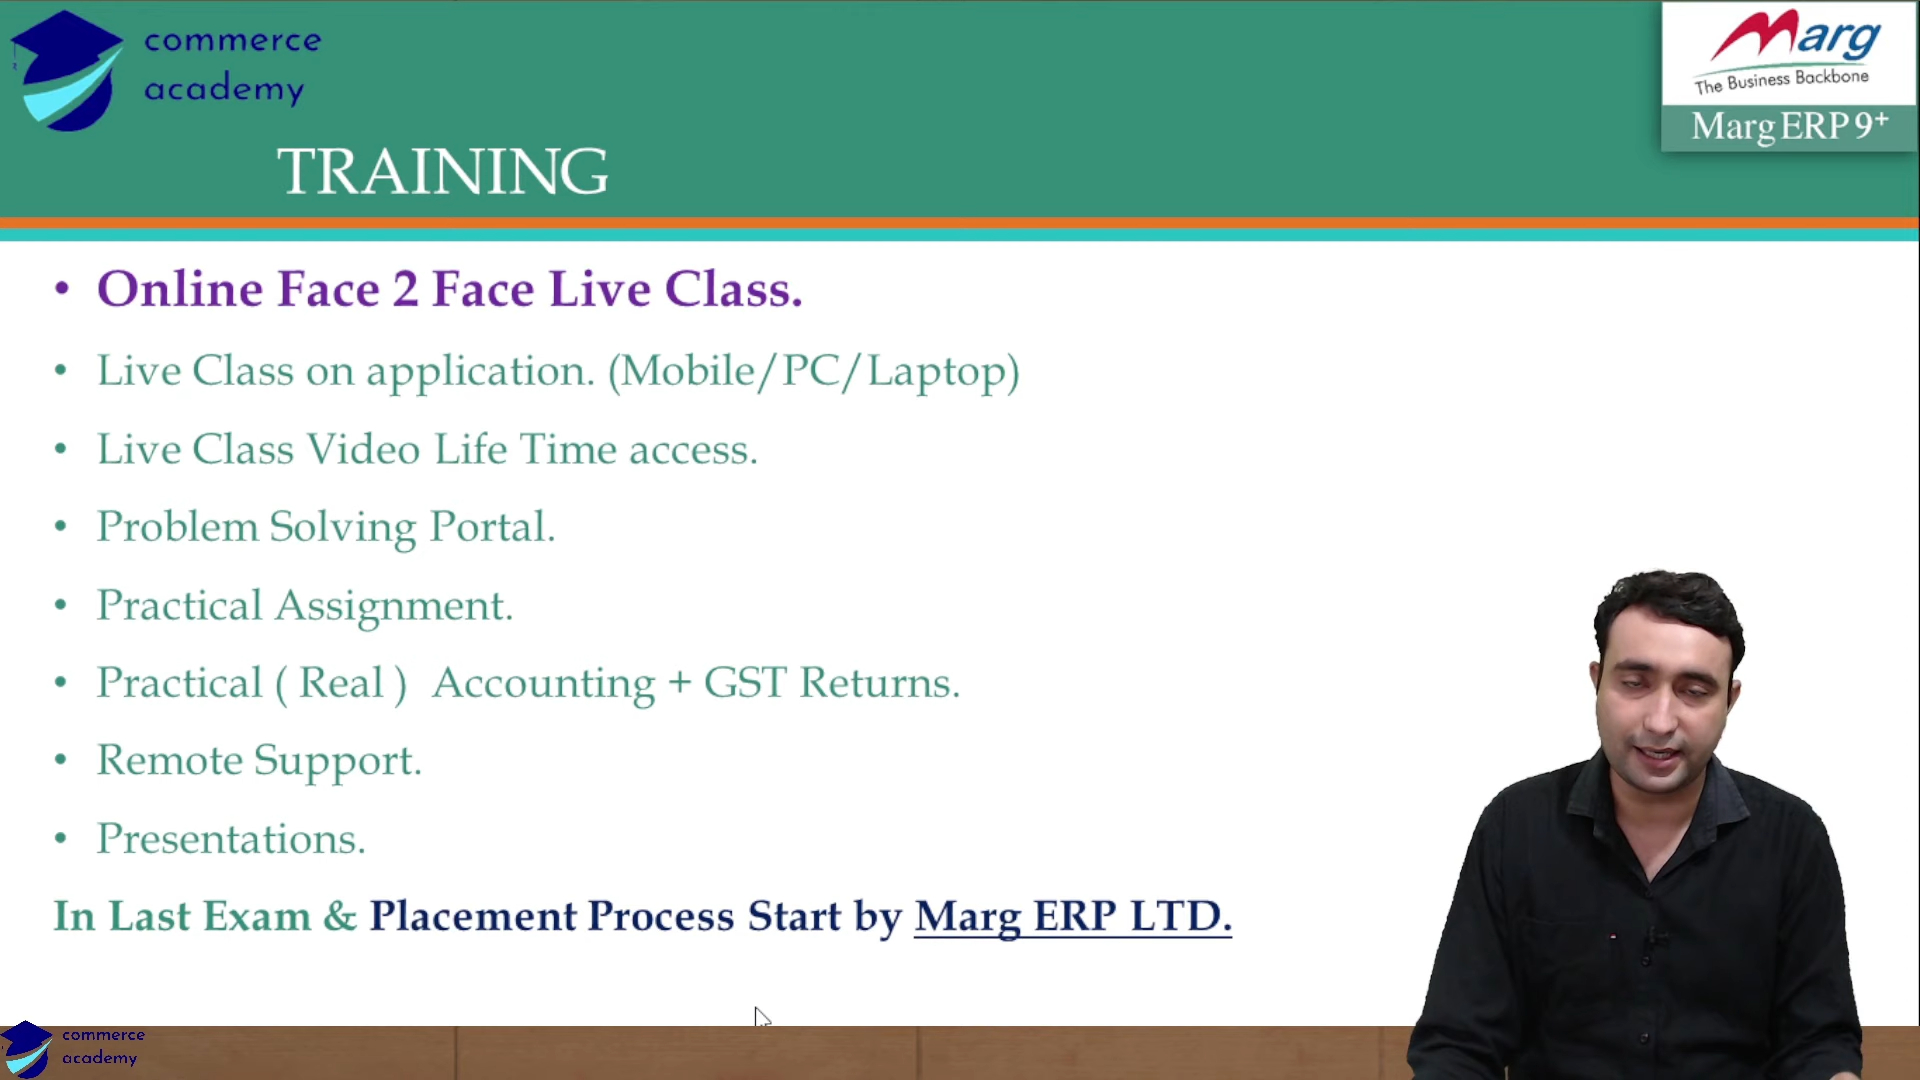 commerce
academy
Marg
The Business Backbone
Marg ERP 9+
TRAINING
• Online Face 2 Face Live Class.
• Live Class on application. (Mobile/PC/Laptop)
• Live Class Video Life Time access.
• Problem Solving Portal.
• Practical Assignment.
• Practical ( Real ) Accounting + GST Returns.
• Remote Support.
• Presentations.
In Last Exam & Placement Process Start by Marg ERP LTD.
commerce
academy